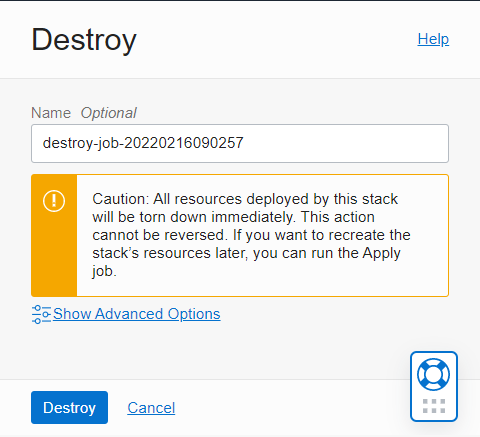 Destroy
Help
Name Optional
destroy-job-20220216090257
Caution: All resources deployed by this stack
will be torn down immediately. This action
cannot be reversed. If you want to recreate the
stack’s resources later, you can run the Apply
job.
Show Advanced Options
Destroy
Cancel